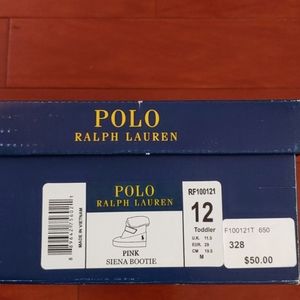 POLO
RALPH LAUREN
POLO
RALPH LAUREN
PINK
SIENA BOOTIE
MADE IN VIETNAM
RF100121
12
Toddler
U.K. 11.5
EUR. 29
CM 18.5
M
F100121T 650
328
$50.00